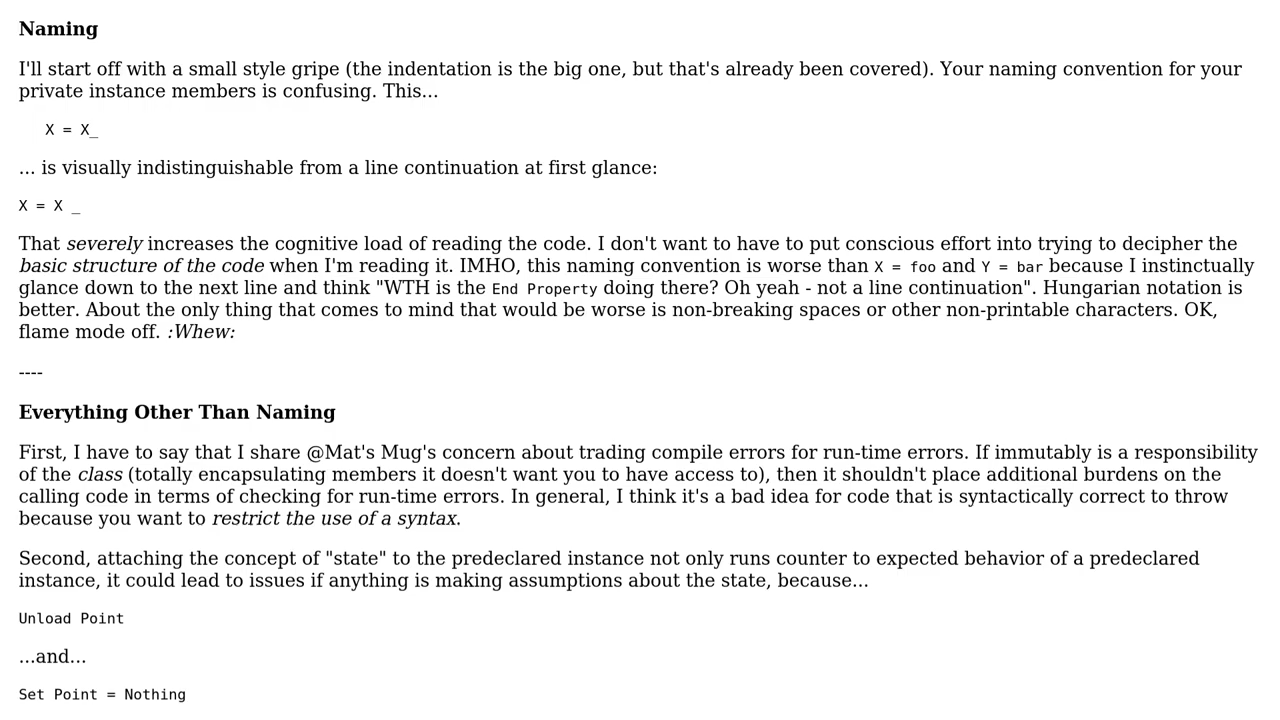 Naming
I'll start off with a small style gripe (the indentation is the big one, but that's already been covered). Your naming convention for your
private instance members is confusing. This...
X = X_
... is visually indistinguishable from a line continuation at first glance:
X = X _
That severely increases the cognitive load of reading the code. I don't want to have to put conscious effort into trying to decipher the
basic structure of the code when I'm reading it. IMHO, this naming convention is worse than X = foo and Y = bar because I instinctually
glance down to the next line and think "WTH is the End Property doing there? Oh yeah - not a line continuation". Hungarian notation is
better. About the only thing that comes to mind that would be worse is non-breaking spaces or other non-printable characters. OK,
flame mode off. :Whew:
----
Everything Other Than Naming
First, I have to say that I share @Mat's Mug's concern about trading compile errors for run-time errors. If immutably is a responsibility
of the class (totally encapsulating members it doesn't want you to have access to), then it shouldn't place additional burdens on the
calling code in terms of checking for run-time errors. In general, I think it's a bad idea for code that is syntactically correct to throw
because you want to restrict the use of a syntax.
Second, attaching the concept of "state" to the predeclared instance not only runs counter to expected behavior of a predeclared
instance, it could lead to issues if anything is making assumptions about the state, because...
Unload Point
...and...
Set Point = Nothing